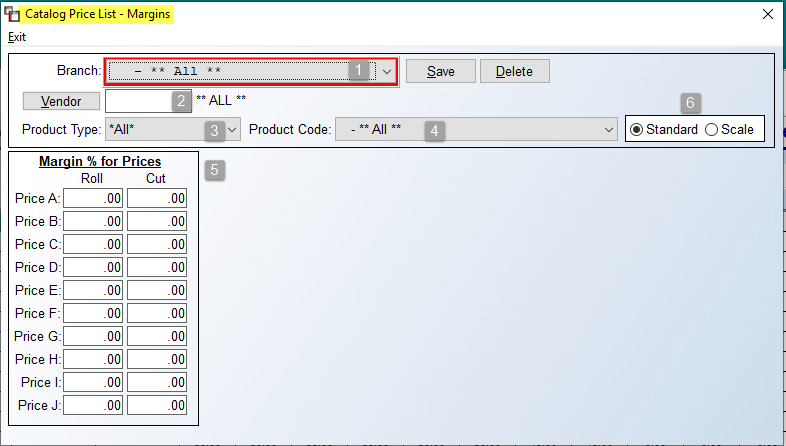 Catalog Price List - Margins
Exit
Branch: - ** All ** 1 Save Delete
Vendor 2 ** ALL ** 6
Product Type: *All* 3 Product Code: - ** All ** 4 Standard Scale
Margin % for Prices 5
Roll Cut
Price A: .00 .00
Price B: .00 .00
Price C: .00 .00
Price D: .00 .00
Price E: .00 .00
Price F: .00 .00
Price G: .00 .00
Price H: .00 .00
Price I: .00 .00
Price J: .00 .00